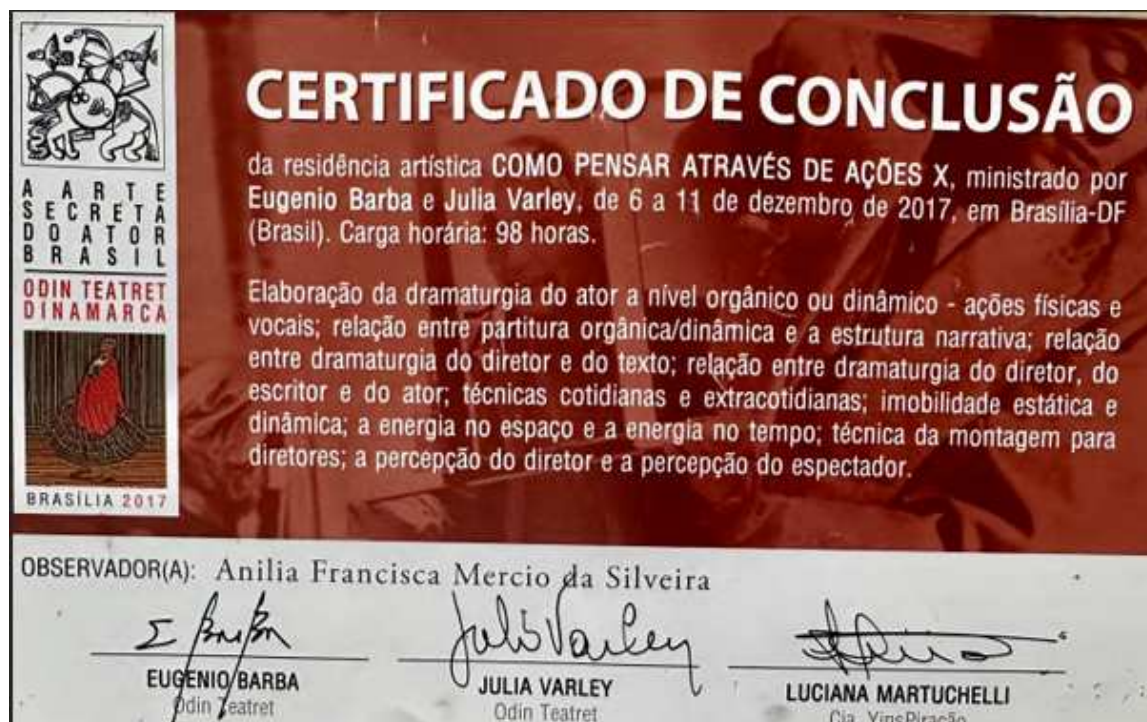 A ARTE
SECRETA
DO ATOR
BRASIL
ODIN TEATRET
DINAMARCA
BRASÍLIA 2017
CERTIFICADO DE CONCLUSÃO
da residência artística COMO PENSAR ATRAVÉS DE AÇÕES X, ministrado por
Eugenio Barba e Julia Varley, de 6 a 11 de dezembro de 2017, em Brasília-DF
(Brasil). Carga horária: 98 horas.
Elaboração da dramaturgia do ator a nível orgânico ou dinâmico - ações físicas e
vocais; relação entre partitura orgânica/dinâmica e a estrutura narrativa; relação
entre dramaturgia do diretor e do texto; relação entre dramaturgia do diretor, do
escritor e do ator; técnicas cotidianas e extracotidianas; imobilidade estática e
dinâmica; a energia no espaço e a energia no tempo; técnica da montagem para
diretores; a percepção do diretor e a percepção do espectador.
OBSERVADOR(A): Anilia Francisca Mercio da Silveira
Julia Varley
EUGENIO BARBA
Odin Teatret
JULIA VARLEY
Odin Teatret
LUCIANA MARTUCHELLI
Cia. YinsPiração